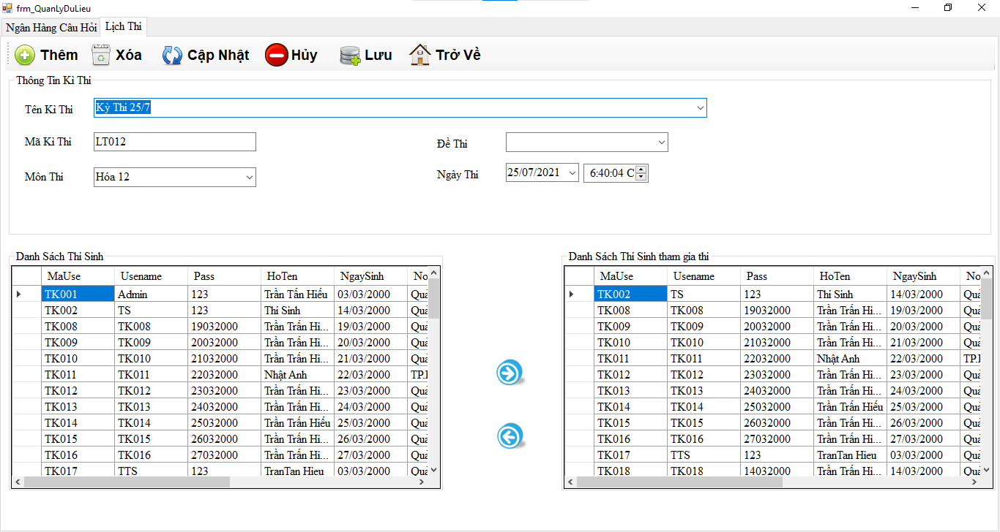 frm_QuanLyDuLieu
Ngân Hàng Câu Hỏi Lịch Thi
Thêm Xóa Cập Nhật Hủy Lưu Trở Về
Thông Tin Kì Thi
Tên Kì Thi Kỳ Thi 25/7
Mã Kì Thi LT012 Đề Thi
Môn Thi Hóa 12 Ngày Thi 25/07/2021 6:40:04 C
Danh Sách Thí Sinh
MaUse Usename Pass HoTen NgaySinh No
TK001 Admin 123 Trần Tấn Hiếu 03/03/2000 Quả
TK002 TS 123 Thí Sinh 14/03/2000 Quả
TK008 TK008 19032000 Trần Trấn Hi... 19/03/2000 Quả
TK009 TK009 20032000 Trần Trấn Hi... 20/03/2000 Quả
TK010 TK010 21032000 Trần Trấn Hi... 21/03/2000 Quả
TK011 TK011 22032000 Nhật Anh 22/03/2000 TP.
TK012 TK012 23032000 Trần Trấn Hi... 23/03/2000 Quả
TK013 TK013 24032000 Trần Trấn Hi... 24/03/2000 Quả
TK014 TK014 25032000 Trần Trấn Hiếu 25/03/2000 Quả
TK015 TK015 26032000 Trần Trấn Hi... 26/03/2000 Quả
TK016 TK016 27032000 Trần Trấn Hi... 27/03/2000 Quả
TK017 TTS 123 TranTan Hieu 03/03/2000 Quả
Danh Sách Thí Sinh tham gia thi
MaUse Usename Pass HoTen NgaySinh No
TK002 TS 123 Thí Sinh 14/03/2000 Quả
TK008 TK008 19032000 Trần Trấn Hi... 19/03/2000 Quả
TK009 TK009 20032000 Trần Trấn Hi... 20/03/2000 Quả
TK010 TK010 21032000 Trần Trấn Hi... 21/03/2000 Quả
TK011 TK011 22032000 Nhật Anh 22/03/2000 TP.
TK012 TK012 23032000 Trần Trấn Hi... 23/03/2000 Quả
TK013 TK013 24032000 Trần Trấn Hi... 24/03/2000 Quả
TK014 TK014 25032000 Trần Trấn Hiếu 25/03/2000 Quả
TK015 TK015 26032000 Trần Trấn Hi... 26/03/2000 Quả
TK016 TK016 27032000 Trần Trấn Hi... 27/03/2000 Quả
TK017 TTS 123 TranTan Hieu 03/03/2000 Quả
TK018 TK018 14032000 Trần Trấn Hi... 14/03/2000 Quả